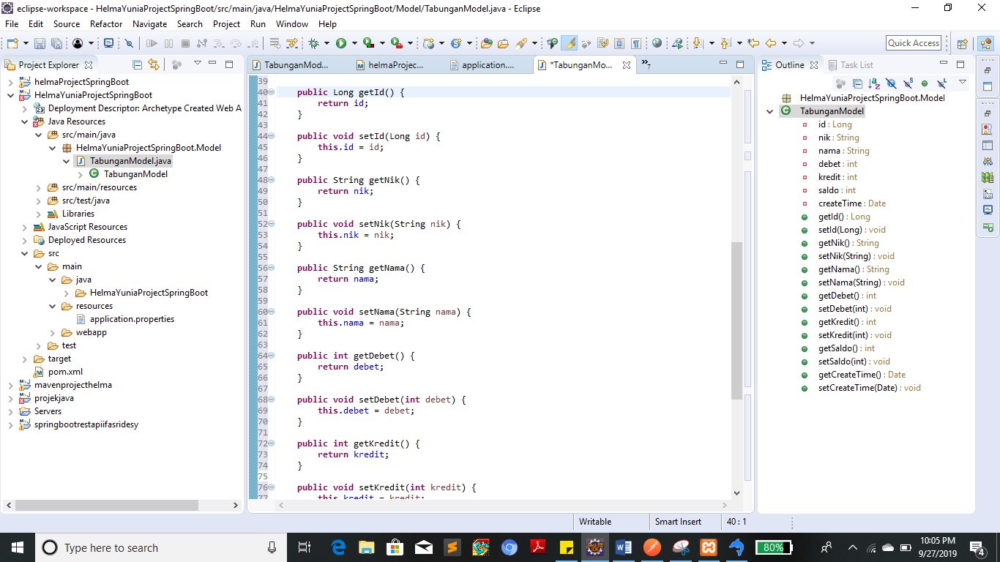 eclipse-workspace - HelmaYuniaProjectSpringBoot/src/main/java/HelmaYuniaProjectSpringBoot/Model/TabunganModel.java - Eclipse
File Edit Source Refactor Navigate Search Project Run Window Help
Quick Access
Project Explorer
helmaProjectSpringBoot
HelmaYuniaProjectSpringBoot
Deployment Descriptor: Archetype Created Web A
Java Resources
src/main/java
HelmaYuniaProjectSpringBoot.Model
TabunganModel.java
TabunganModel
src/main/resources
src/test/java
Libraries
JavaScript Resources
Deployed Resources
src
main
java
HelmaYuniaProjectSpringBoot
resources
application.properties
webapp
test
target
pom.xml
mavenprojecthelma
projekjava
Servers
springbootrestapiifasridesy
TabunganMod... helmaProjec... application.... *TabunganMo... »7
39
40 public Long getId() {
41 return id;
42 }
43
44 public void setId(Long id) {
45 this.id = id;
46 }
47
48 public String getNik() {
49 return nik;
50 }
51
52 public void setNik(String nik) {
53 this.nik = nik;
54 }
55
56 public String getNama() {
57 return nama;
58 }
59
60 public void setNama(String nama) {
61 this.nama = nama;
62 }
63
64 public int getDebet() {
65 return debet;
66 }
67
68 public void setDebet(int debet) {
69 this.debet = debet;
70 }
71
72 public int getKredit() {
73 return kredit;
74 }
75
76 public void setKredit(int kredit) {
77 this.kredit = kredit;
Outline Task List
HelmaYuniaProjectSpringBoot.Model
TabunganModel
id : Long
nik : String
nama : String
debet : int
kredit : int
saldo : int
createTime : Date
getId() : Long
setId(Long) : void
getNik() : String
setNik(String) : void
getNama() : String
setNama(String) : void
getDebet() : int
setDebet(int) : void
getKredit() : int
setKredit(int) : void
getSaldo() : int
setSaldo(int) : void
getCreateTime() : Date
setCreateTime(Date) : void
Writable Smart Insert 40 : 1
Type here to search
80%
10:05 PM
9/27/2019
4